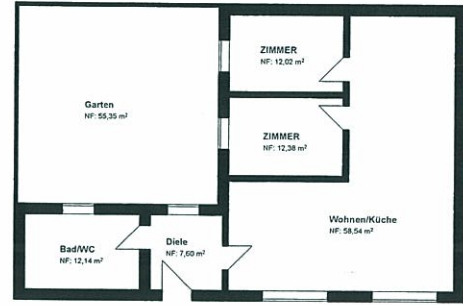 ZIMMER
NF: 12,02 m²
Garten
NF: 55,35 m²
ZIMMER
NF: 12,38 m²
Wohnen/Küche
NF: 58,54 m²
Bad/WC
NF: 12,14 m²
Diele
NF: 7,60 m²